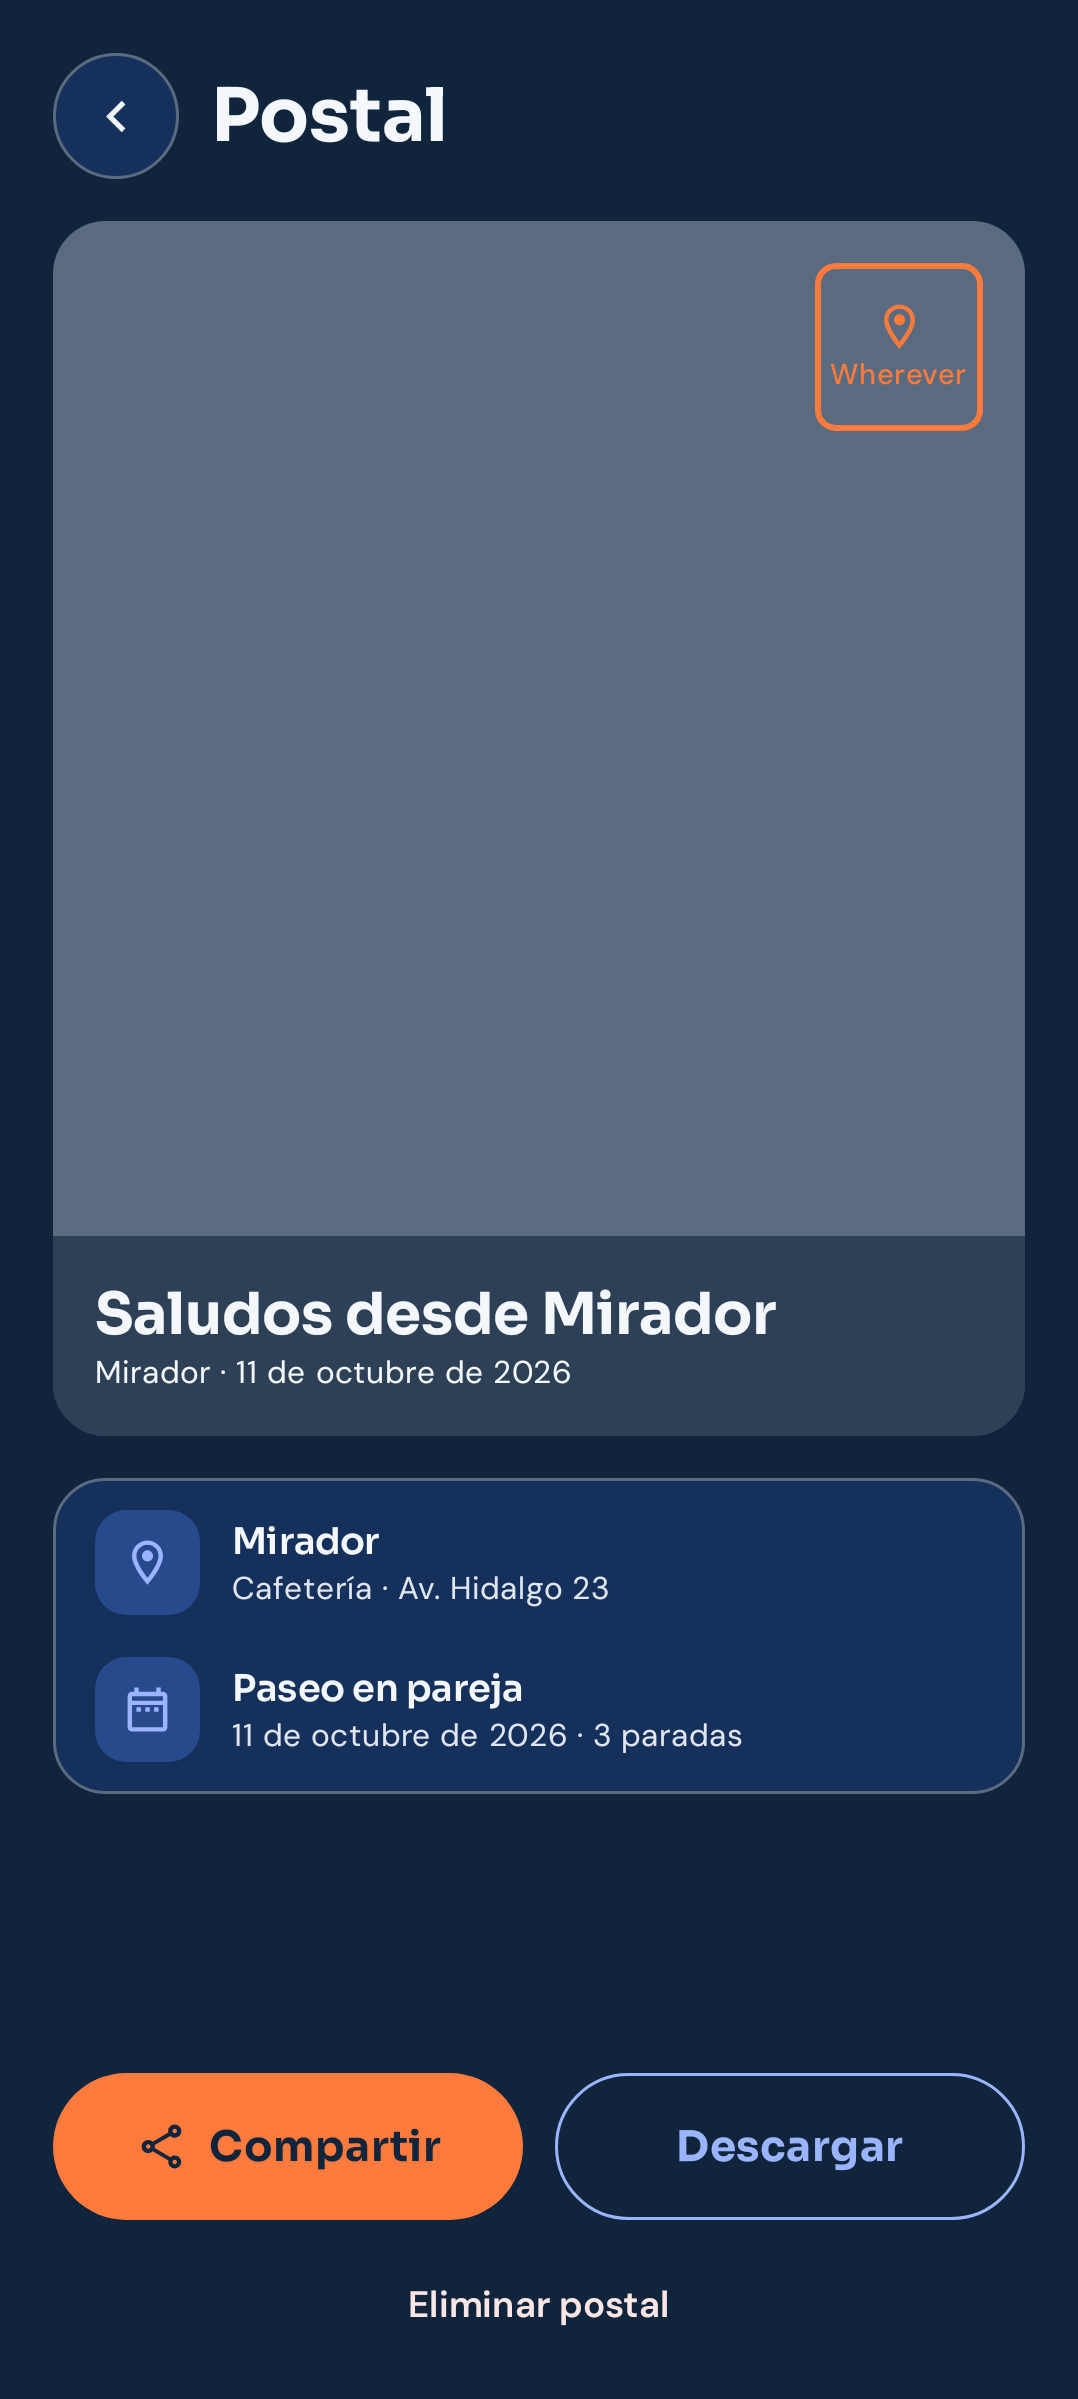 Postal
Wherever
Saludos desde Mirador
Mirador · 11 de octubre de 2026
Mirador
Cafetería · Av. Hidalgo 23
Paseo en pareja
11 de octubre de 2026 · 3 paradas
Compartir
Descargar
Eliminar postal